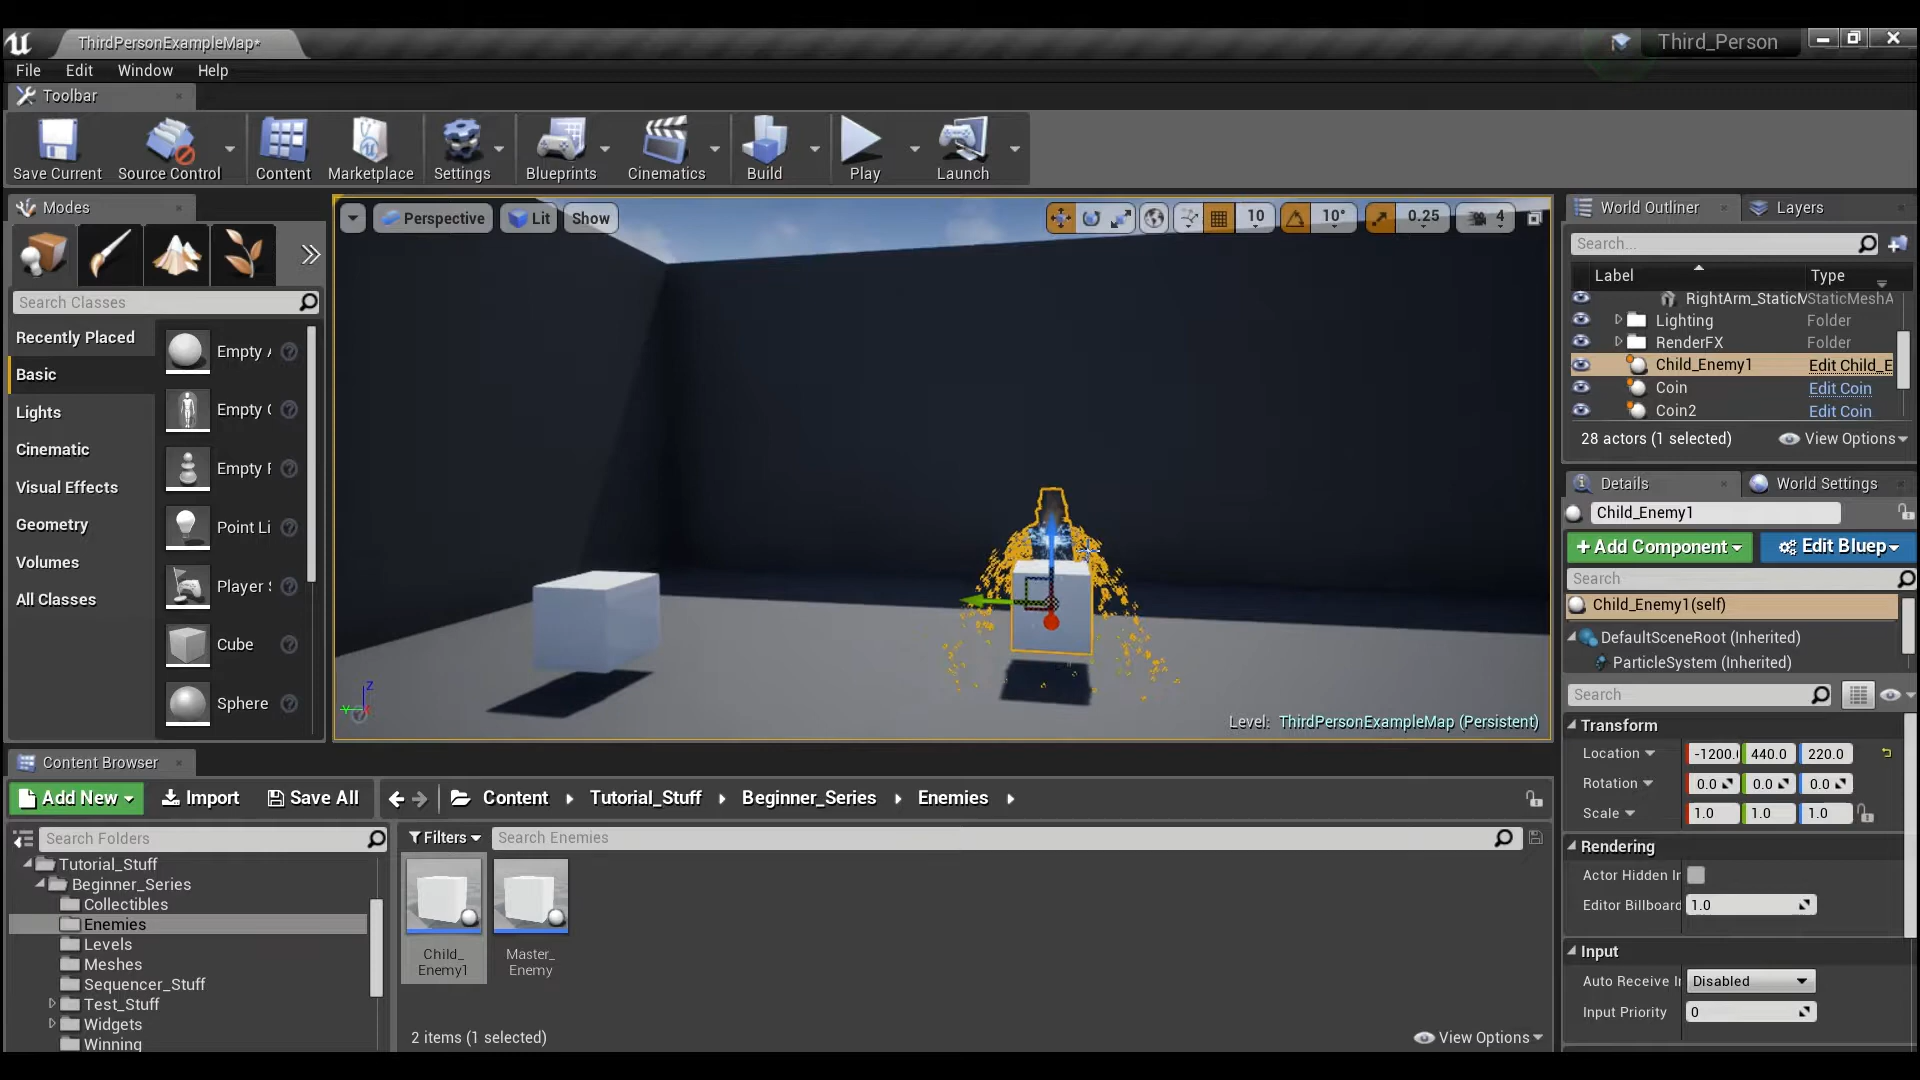 ThirdPersonExampleMap*
Third_Person
File Edit Window Help
Toolbar
Save Current Source Control Content Marketplace Settings Blueprints Cinematics Build Play Launch
Modes
Search Classes
Recently Placed
Basic
Lights
Cinematic
Visual Effects
Geometry
Volumes
All Classes
Empty A
Empty C
Empty P
Point Li
Player S
Cube
Sphere
Perspective Lit Show
10 10° 0.25 4
Level: ThirdPersonExampleMap (Persistent)
World Outliner Layers
Search...
Label Type
RightArm_StaticM StaticMeshA
Lighting Folder
RenderFX Folder
Child_Enemy1 Edit Child_E
Coin Edit Coin
Coin2 Edit Coin
28 actors (1 selected) View Options
Details World Settings
Child_Enemy1
+ Add Component Edit Bluep
Search
Child_Enemy1(self)
DefaultSceneRoot (Inherited)
ParticleSystem (Inherited)
Search
Transform
Location -1200.0 440.0 220.0
Rotation 0.0 0.0 0.0
Scale 1.0 1.0 1.0
Rendering
Actor Hidden In
Editor Billboard 1.0
Input
Auto Receive I Disabled
Input Priority 0
Content Browser
Add New Import Save All Content Tutorial_Stuff Beginner_Series Enemies
Search Folders
Tutorial_Stuff
Beginner_Series
Collectibles
Enemies
Levels
Meshes
Sequencer_Stuff
Test_Stuff
Widgets
Winning
Filters Search Enemies
Child_
Enemy1
Master_
Enemy
2 items (1 selected) View Options